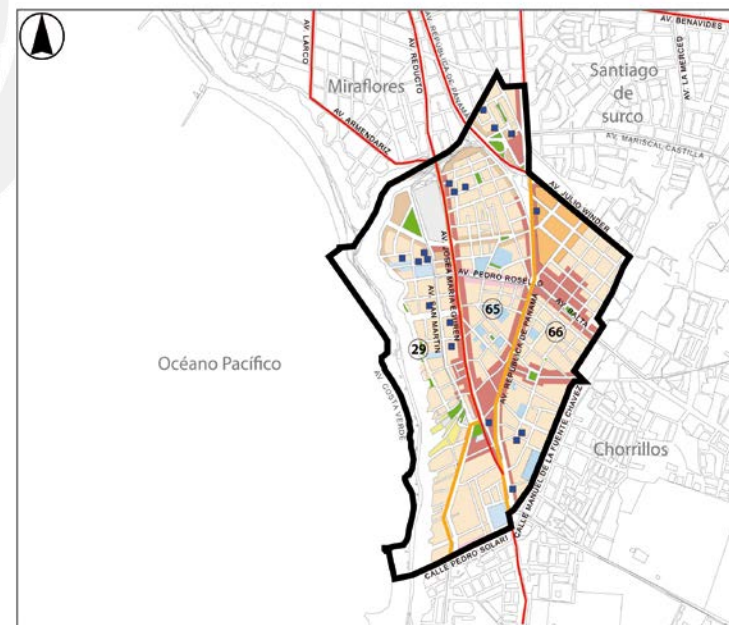 AV. BENAVIDES
AV. LARCO
AV. REDUCTO
AV. REPUBLICA DE PANAMA
AV. LA MERCED
Miraflores
Santiago
de
surco
AV. ARMENDARIZ
AV. MARISCAL CASTILLA
AV. JULIO WINDER
AV. JOSEA MARIA EGUREN
AV. PEDRO ROSELLO
AV. SAN MARTIN
AV. BALTA
65
66
29
AV. REPUBLICA DE PANAMA
Océano Pacífico
AV. COSTA VERDE
Chorrillos
CALLE MANUEL DE LA FUENTE CHAVEZ
CALLE PEDRO SOLARI